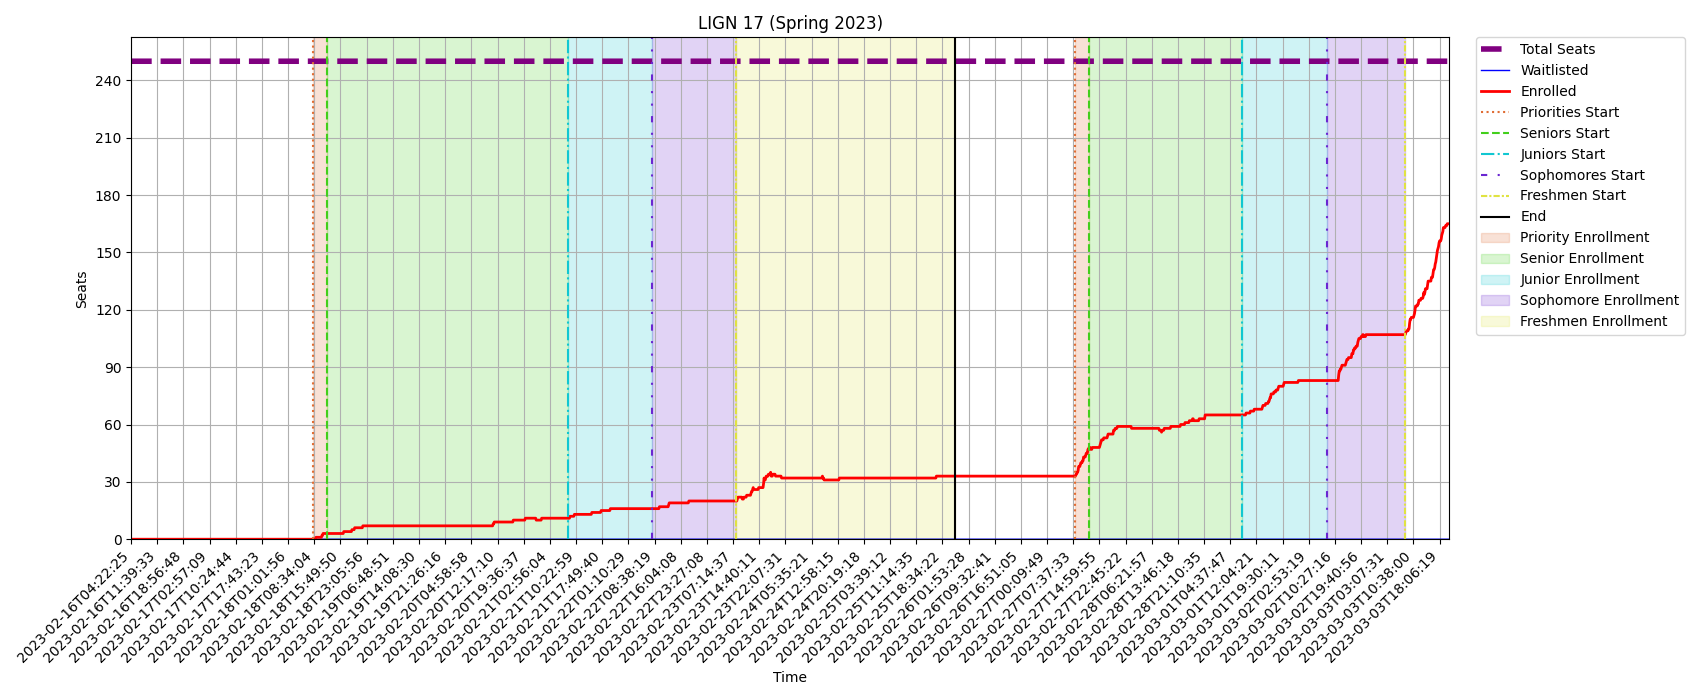 LIGN 17 (Spring 2023)
Seats
240
210
180
150
120
90
60
30
0
2023-02-16T04:22:25
2023-02-16T11:39:33
2023-02-16T18:56:48
2023-02-17T02:57:09
2023-02-17T10:24:44
2023-02-17T17:43:23
2023-02-18T01:01:56
2023-02-18T08:34:04
2023-02-18T15:49:50
2023-02-18T23:05:56
2023-02-19T06:48:51
2023-02-19T14:08:30
2023-02-19T21:26:16
2023-02-20T04:58:58
2023-02-20T12:17:10
2023-02-20T19:36:37
2023-02-21T02:56:04
2023-02-21T10:22:59
2023-02-21T17:49:40
2023-02-22T01:10:29
2023-02-22T08:38:19
2023-02-22T16:04:08
2023-02-22T23:27:08
2023-02-23T07:14:37
2023-02-23T14:40:11
2023-02-23T22:07:31
2023-02-24T05:35:21
2023-02-24T12:58:15
2023-02-24T20:19:18
2023-02-25T03:39:12
2023-02-25T11:14:35
2023-02-25T18:34:22
2023-02-26T01:53:28
2023-02-26T09:32:41
2023-02-26T16:51:05
2023-02-27T00:09:49
2023-02-27T07:37:33
2023-02-27T14:59:55
2023-02-27T22:45:22
2023-02-28T06:21:57
2023-02-28T13:46:18
2023-02-28T21:10:35
2023-03-01T04:37:47
2023-03-01T12:04:21
2023-03-01T19:30:11
2023-03-02T02:53:19
2023-03-02T10:27:16
2023-03-02T19:40:56
2023-03-03T03:07:31
2023-03-03T10:38:00
2023-03-03T18:06:19
Time
Total Seats
Waitlisted
Enrolled
Priorities Start
Seniors Start
Juniors Start
Sophomores Start
Freshmen Start
End
Priority Enrollment
Senior Enrollment
Junior Enrollment
Sophomore Enrollment
Freshmen Enrollment